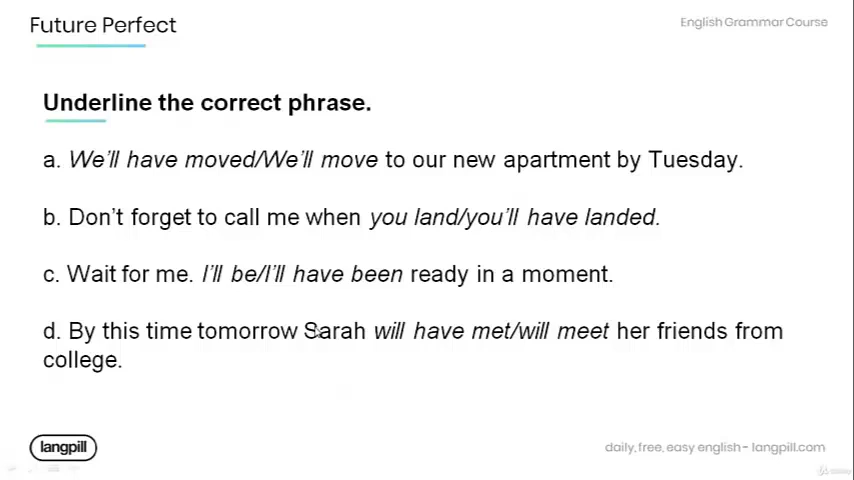 Future Perfect
English Grammar Course
Underline the correct phrase.
a. We'll have moved/We'll move to our new apartment by Tuesday.
b. Don't forget to call me when you land/you'll have landed.
c. Wait for me. I'll be/I'll have been ready in a moment.
d. By this time tomorrow Sarah will have met/will meet her friends from
college.
langpill
daily, free, easy english - langpill.com